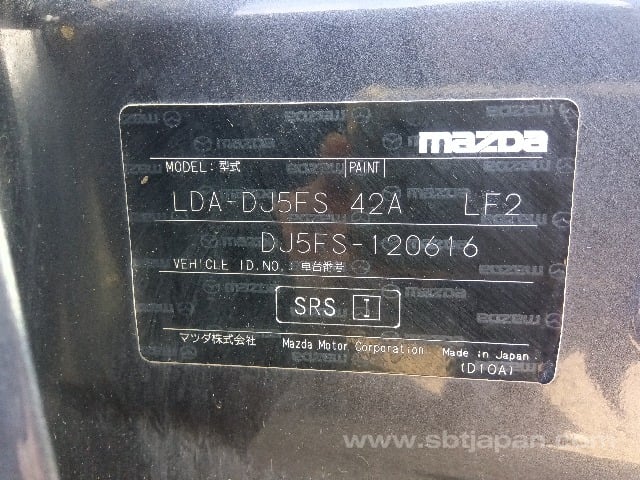 mazda
MODEL: 型式 PAINT
LDA-DJ5FS 42A LF2
DJ5FS-120616
VEHICLE ID.NO. : 車台番号
SRS I
マツダ株式会社 Mazda Motor Corporation Made in Japan
(D10A)
www.sbtjapan.com